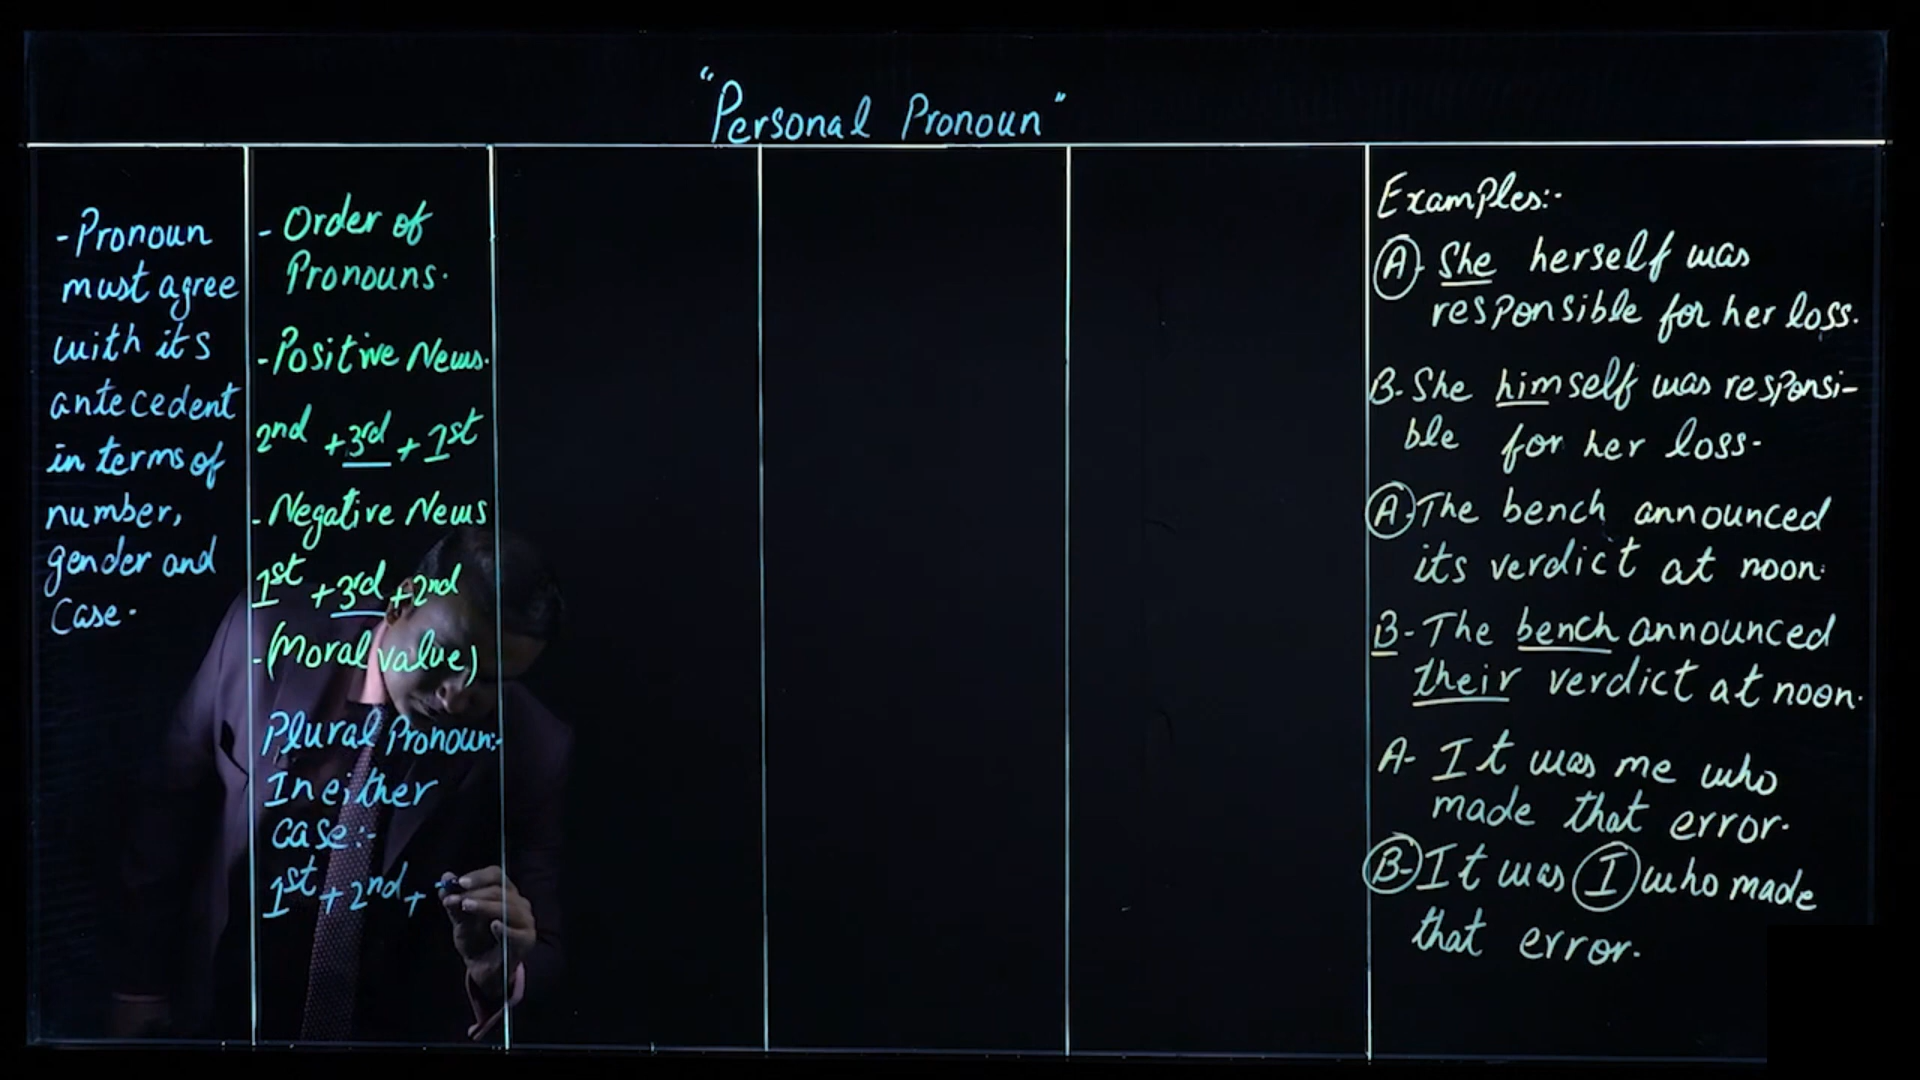 "Personal Pronoun"
- Pronoun
must agree
with its
antecedent
in terms of
number,
gender and
Case.
- Order of
Pronouns.
- Positive News.
2nd + 3rd + 1st
- Negative News
1st + 3rd + 2nd
- (Moral value)
Plural Pronoun:-
In either
case:-
1st + 2nd +
Examples:-
A- She herself was
responsible for her loss.
B- She himself was responsi-
ble for her loss.
A. The bench announced
its verdict at noon.
B- The bench announced
their verdict at noon.
A- It was me who
made that error.
B- It was I who made
that error.